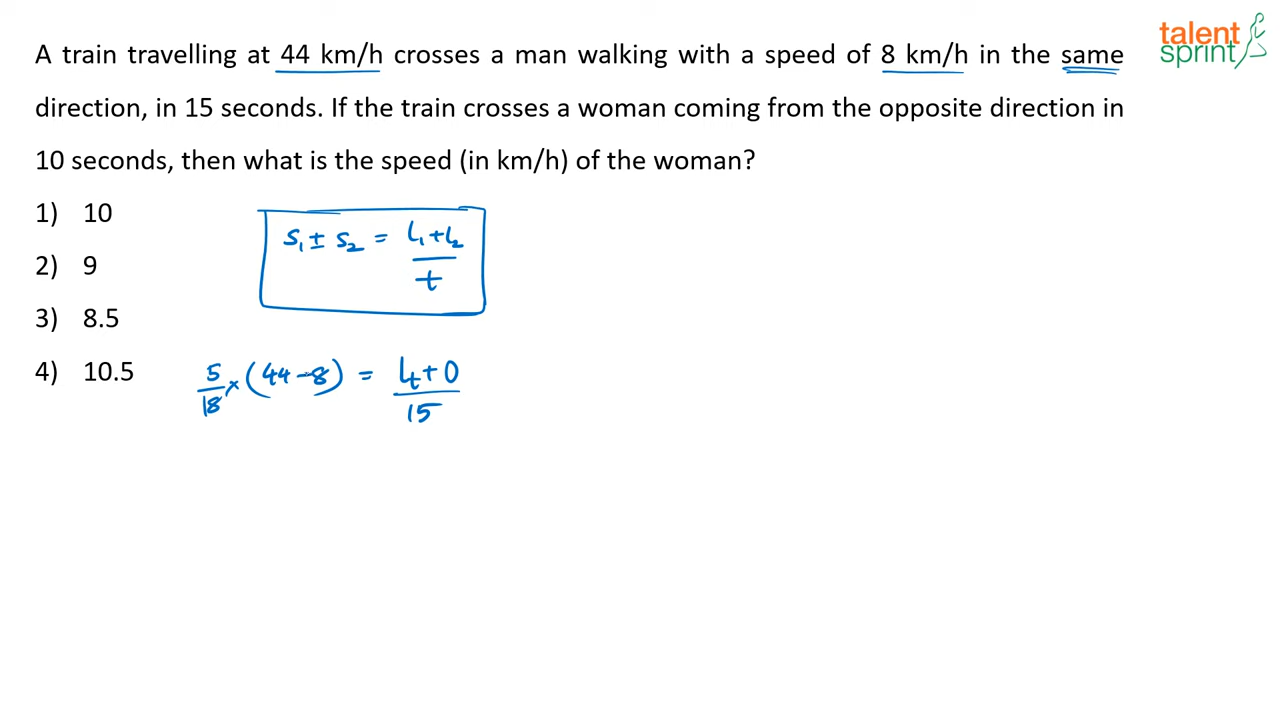 talent
sprint
A train travelling at 44 km/h crosses a man walking with a speed of 8 km/h in the same
direction, in 15 seconds. If the train crosses a woman coming from the opposite direction in
10 seconds, then what is the speed (in km/h) of the woman?
1) 10
2) 9
3) 8.5
4) 10.5
S₁ ± S₂ = L₁+L₂ / t
5/18 × (44-8) = Lt+0 / 15